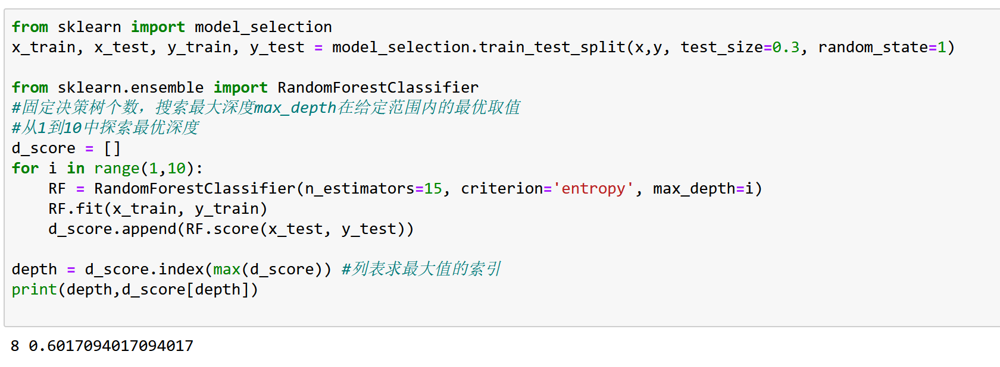 from sklearn import model_selection
x_train, x_test, y_train, y_test = model_selection.train_test_split(x,y, test_size=0.3, random_state=1)
from sklearn.ensemble import RandomForestClassifier
#固定决策树个数，搜索最大深度max_depth在给定范围内的最优取值
#从1到10中探索最优深度
d_score = []
for i in range(1,10):
    RF = RandomForestClassifier(n_estimators=15, criterion='entropy', max_depth=i)
    RF.fit(x_train, y_train)
    d_score.append(RF.score(x_test, y_test))
depth = d_score.index(max(d_score)) #列表求最大值的索引
print(depth,d_score[depth])
8 0.6017094017094017